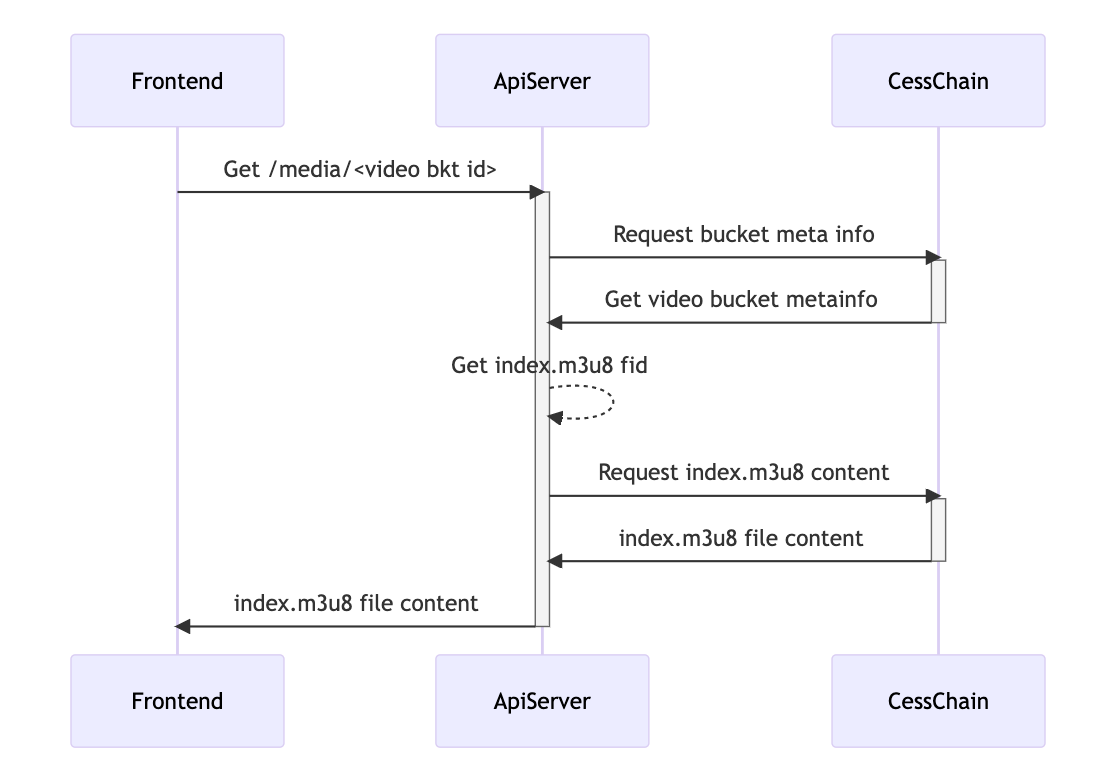 Frontend
ApiServer
CessChain
Get /media/<video bkt id>
Request bucket meta info
Get video bucket metainfo
Get index.m3u8 fid
Request index.m3u8 content
index.m3u8 file content
index.m3u8 file content
Frontend
ApiServer
CessChain